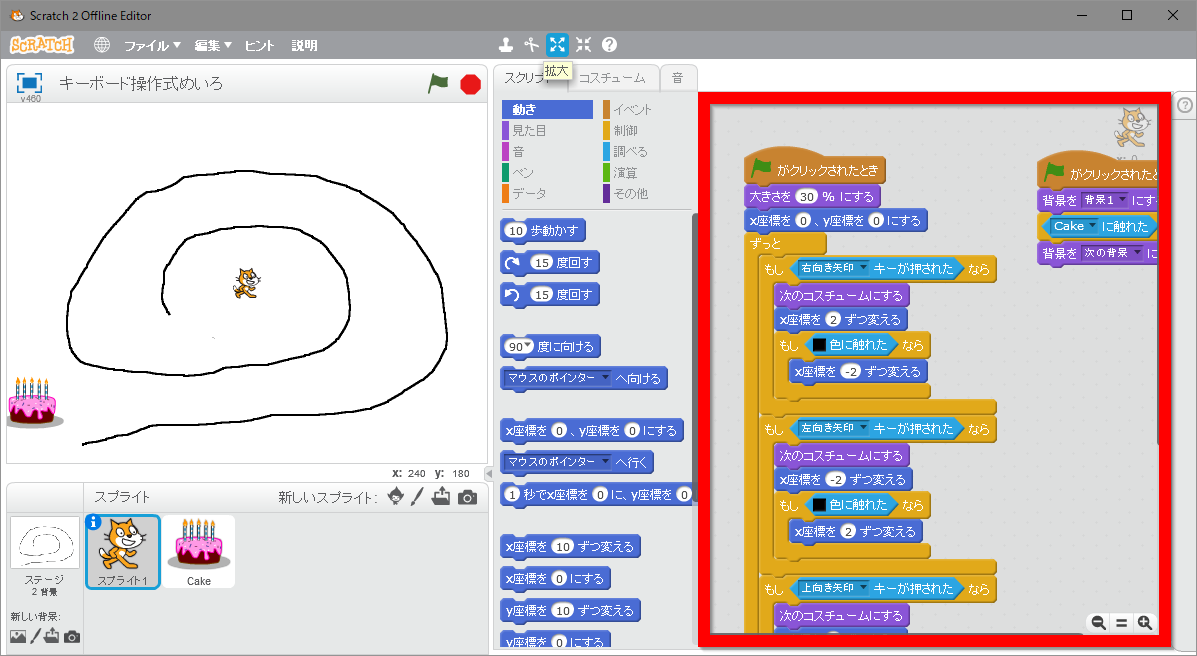 Scratch 2 Offline Editor
SCRATCH
ファイル▼ 編集▼ ヒント 説明
拡大
v460
キーボード操作式めいろ
スクリプト コスチューム 音
動き イベント
見た目 制御
音 調べる
ペン 演算
データ その他
10 歩動かす
15 度回す
15 度回す
90▼ 度に向ける
マウスのポインター▼ へ向ける
x座標を 0 、y座標を 0 にする
マウスのポインター▼ へ行く
1 秒でx座標を 0 に、y座標を 0
x座標を 10 ずつ変える
x座標を 0 にする
y座標を 10 ずつ変える
y座標を 0 にする
x: 240 y: 180
スプライト 新しいスプライト:
ステージ
2 背景
新しい背景:
スプライト1
Cake
がクリックされたとき
大きさを 30 % にする
x座標を 0 、y座標を 0 にする
ずっと
もし 右向き矢印▼ キーが押された なら
次のコスチュームにする
x座標を 2 ずつ変える
もし 色に触れた なら
x座標を -2 ずつ変える
もし 左向き矢印▼ キーが押された なら
次のコスチュームにする
x座標を -2 ずつ変える
もし 色に触れた なら
x座標を 2 ずつ変える
もし 上向き矢印▼ キーが押された なら
次のコスチュームにする
x: 0
がクリックされたと
背景を 背景1▼ にす
Cake▼ に触れた
背景を 次の背景▼ に